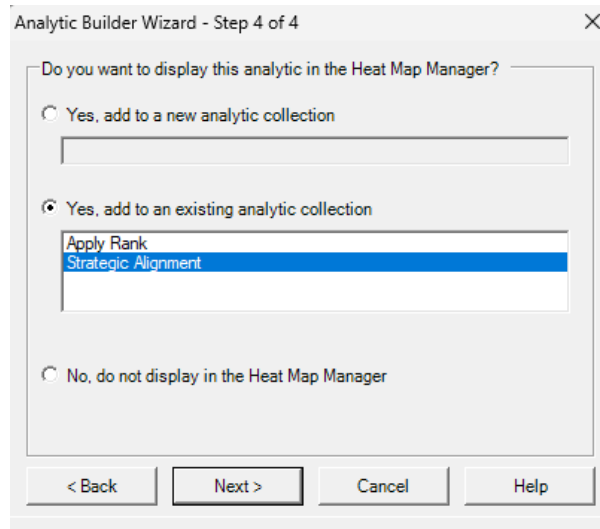 Analytic Builder Wizard - Step 4 of 4
Do you want to display this analytic in the Heat Map Manager?
Yes, add to a new analytic collection
Yes, add to an existing analytic collection
Apply Rank
Strategic Alignment
No, do not display in the Heat Map Manager
< Back Next > Cancel Help